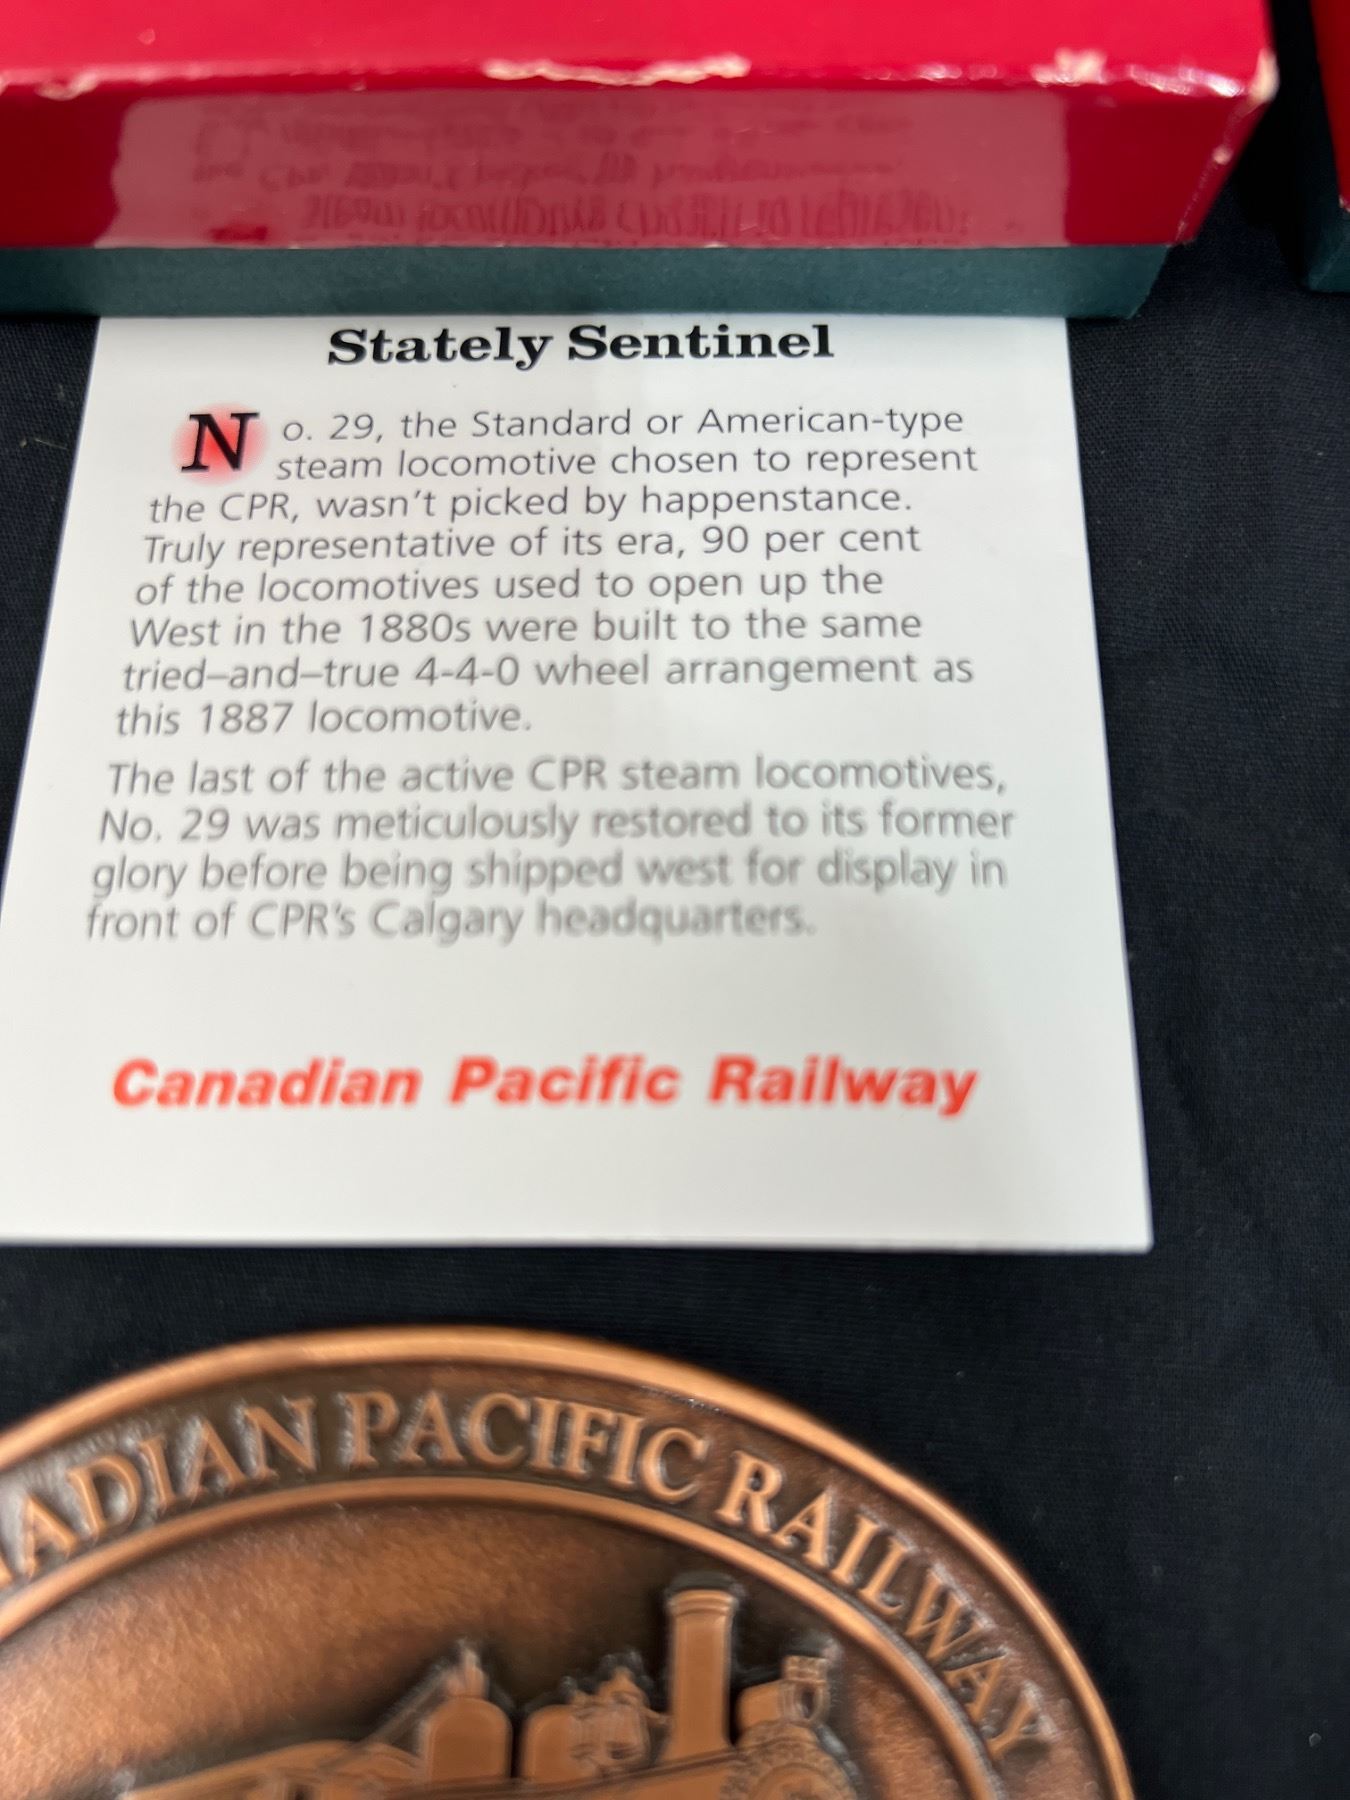 Stately Sentinel
No. 29, the Standard or American-type
steam locomotive chosen to represent
the CPR, wasn't picked by happenstance.
Truly representative of its era, 90 per cent
of the locomotives used to open up the
West in the 1880s were built to the same
tried–and–true 4-4-0 wheel arrangement as
this 1887 locomotive.
The last of the active CPR steam locomotives,
No. 29 was meticulously restored to its former
glory before being shipped west for display in
front of CPR's Calgary headquarters.
Canadian Pacific Railway
ADIAN PACIFIC RAILWAY